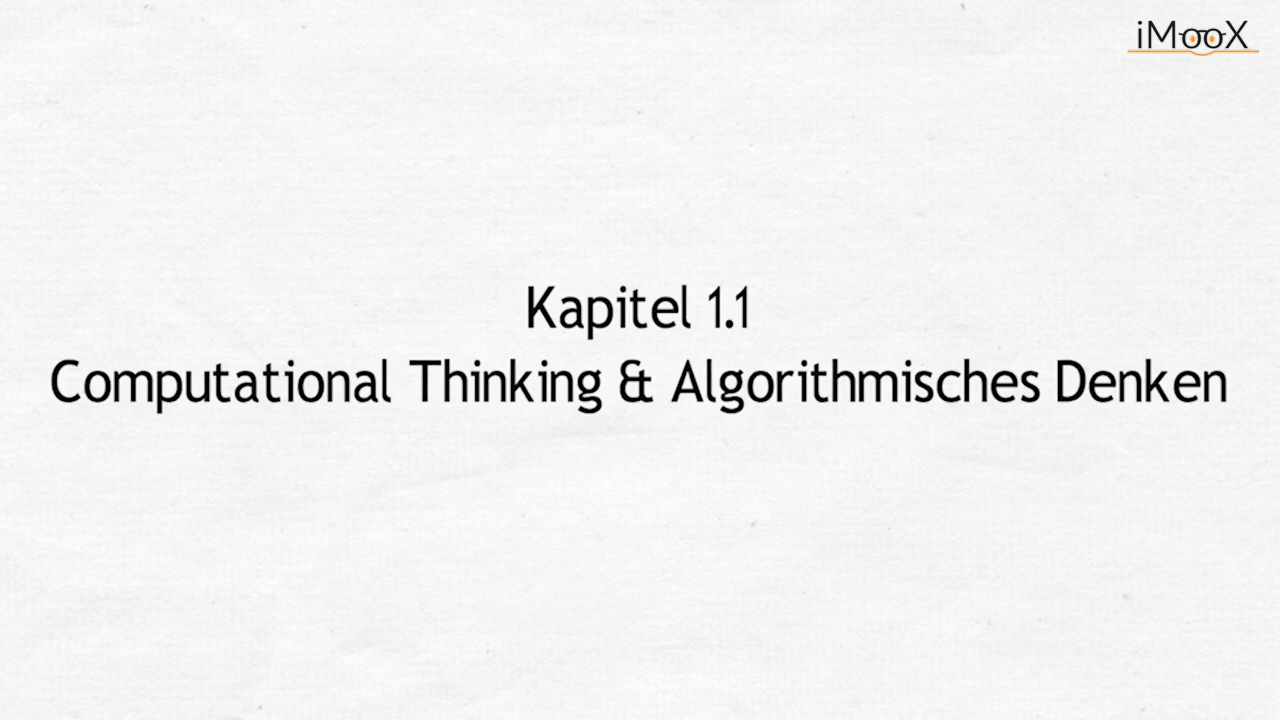 iMooX
Kapitel 1.1
Computational Thinking & Algorithmisches Denken